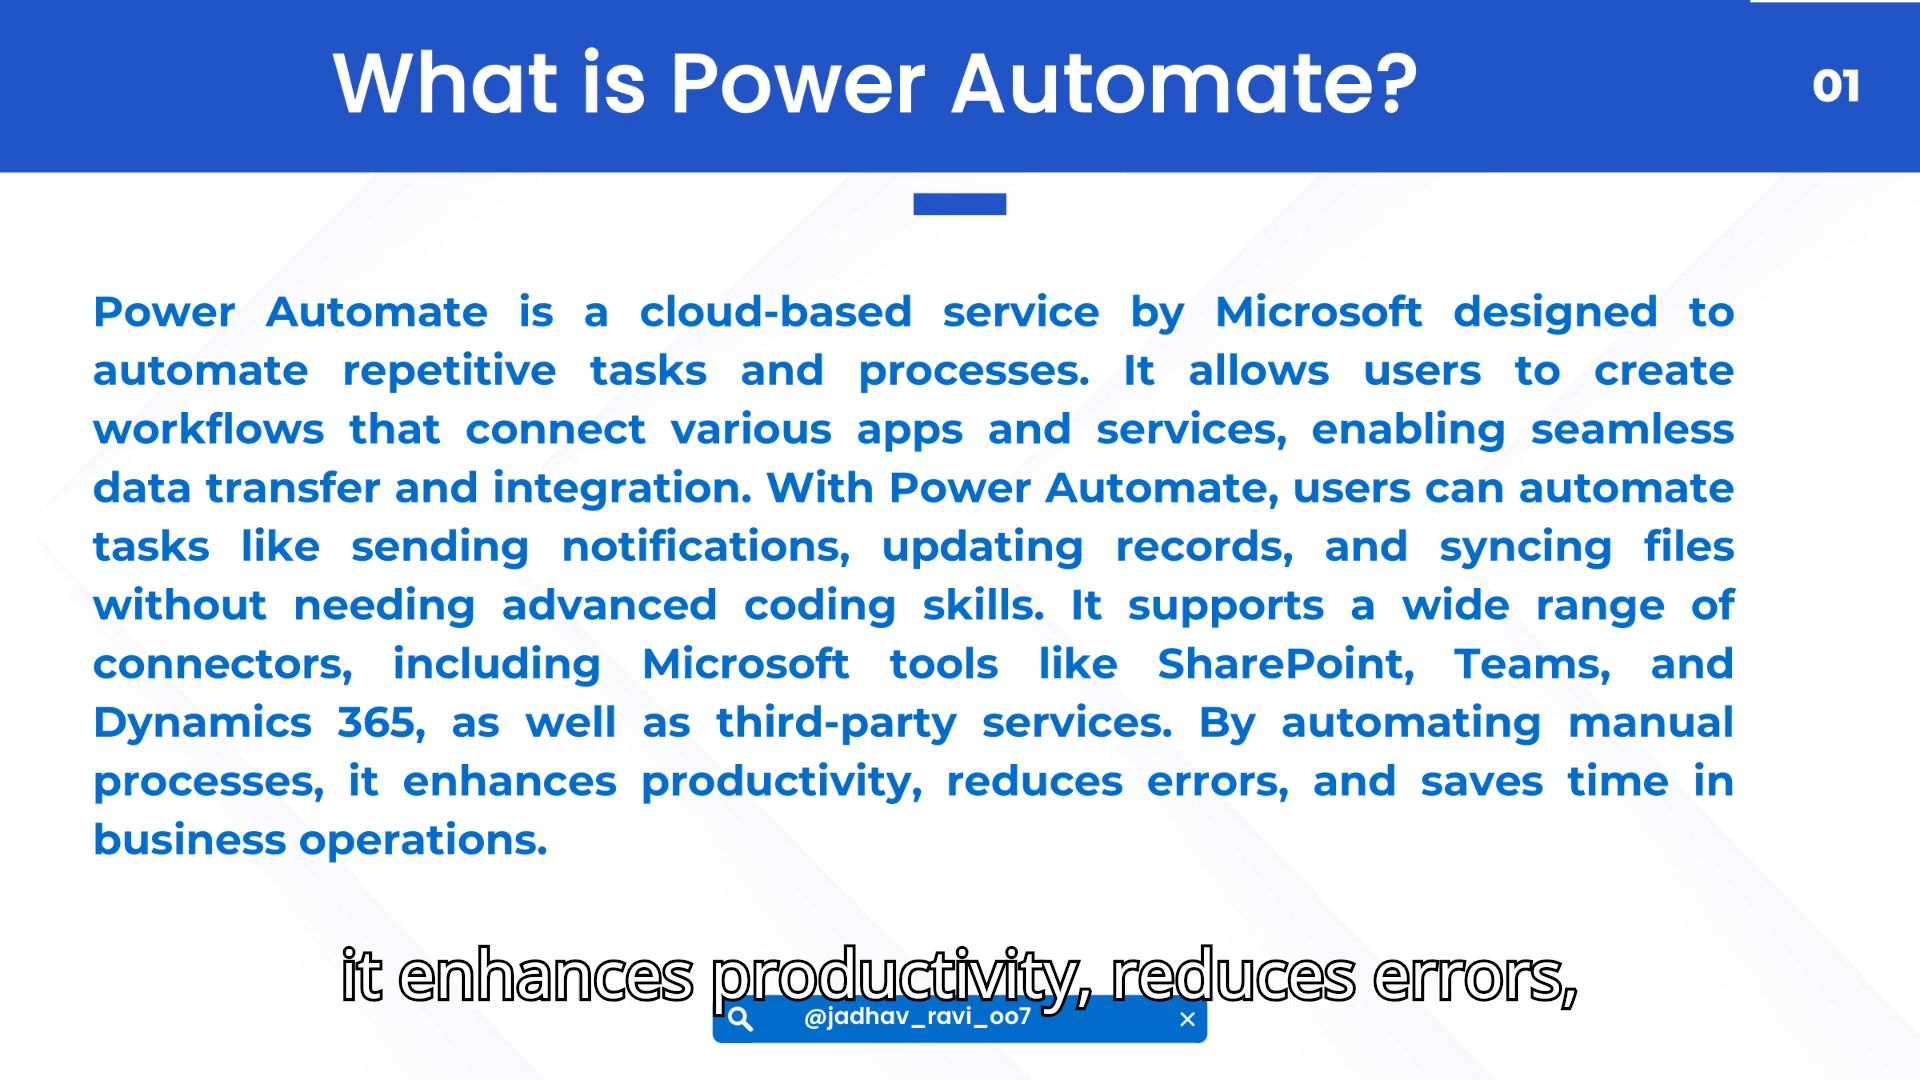 What is Power Automate?
01
Power Automate is a cloud-based service by Microsoft designed to
automate repetitive tasks and processes. It allows users to create
workflows that connect various apps and services, enabling seamless
data transfer and integration. With Power Automate, users can automate
tasks like sending notifications, updating records, and syncing files
without needing advanced coding skills. It supports a wide range of
connectors, including Microsoft tools like SharePoint, Teams, and
Dynamics 365, as well as third-party services. By automating manual
processes, it enhances productivity, reduces errors, and saves time in
business operations.
it enhances productivity, reduces errors,
@jadhav_ravi_007